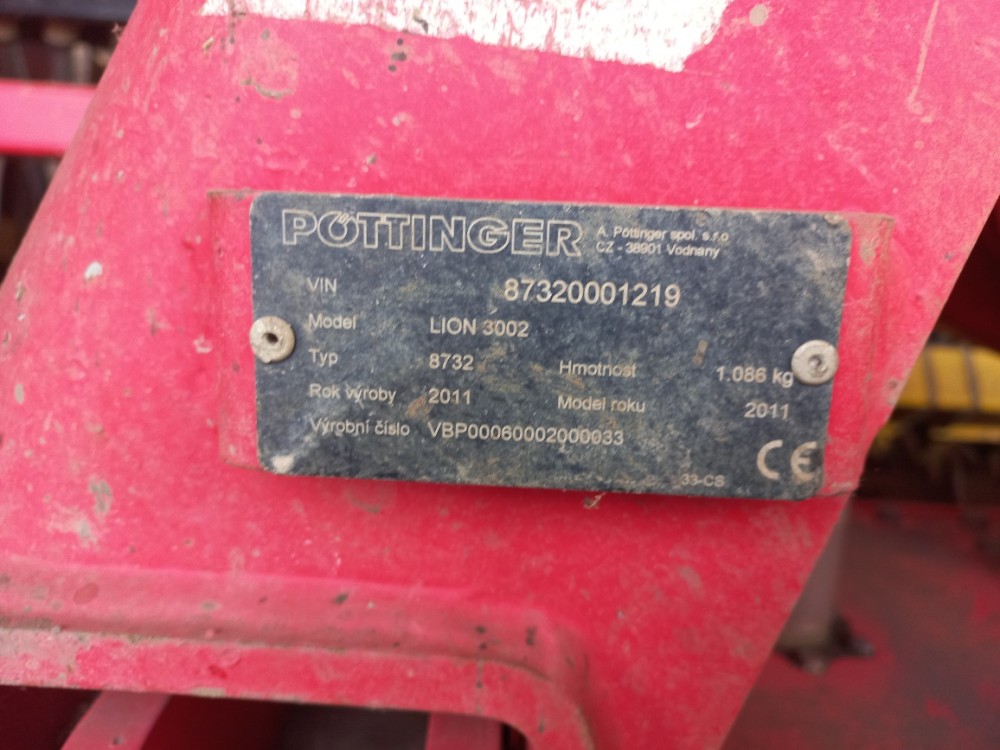 PÖTTINGER
A. Pöttinger spol. s.r.o
CZ - 38901 Vodnany
VIN 87320001219
Model LION 3002
Typ 8732 Hmotnost 1.086 kg
Rok výroby 2011 Model roku 2011
Výrobní číslo VBP00060002000033
CE
33-CS